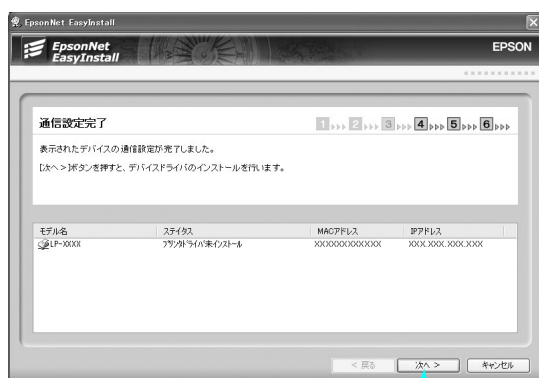 EpsonNet EasyInstall
EpsonNet
EasyInstall
EPSON
通信設定完了
1 2 3 4 5 6
表示されたデバイスの通信設定が完了しました。
[次へ >]ボタンを押すと、デバイスドライバのインストールを行います。
モデル名 ステイタス MACアドレス IPアドレス
LP-XXXX プリンタドライバ未インストール XXXXXXXXXXXX XXX.XXX.XXX.XXX
< 戻る 次へ > キャンセル